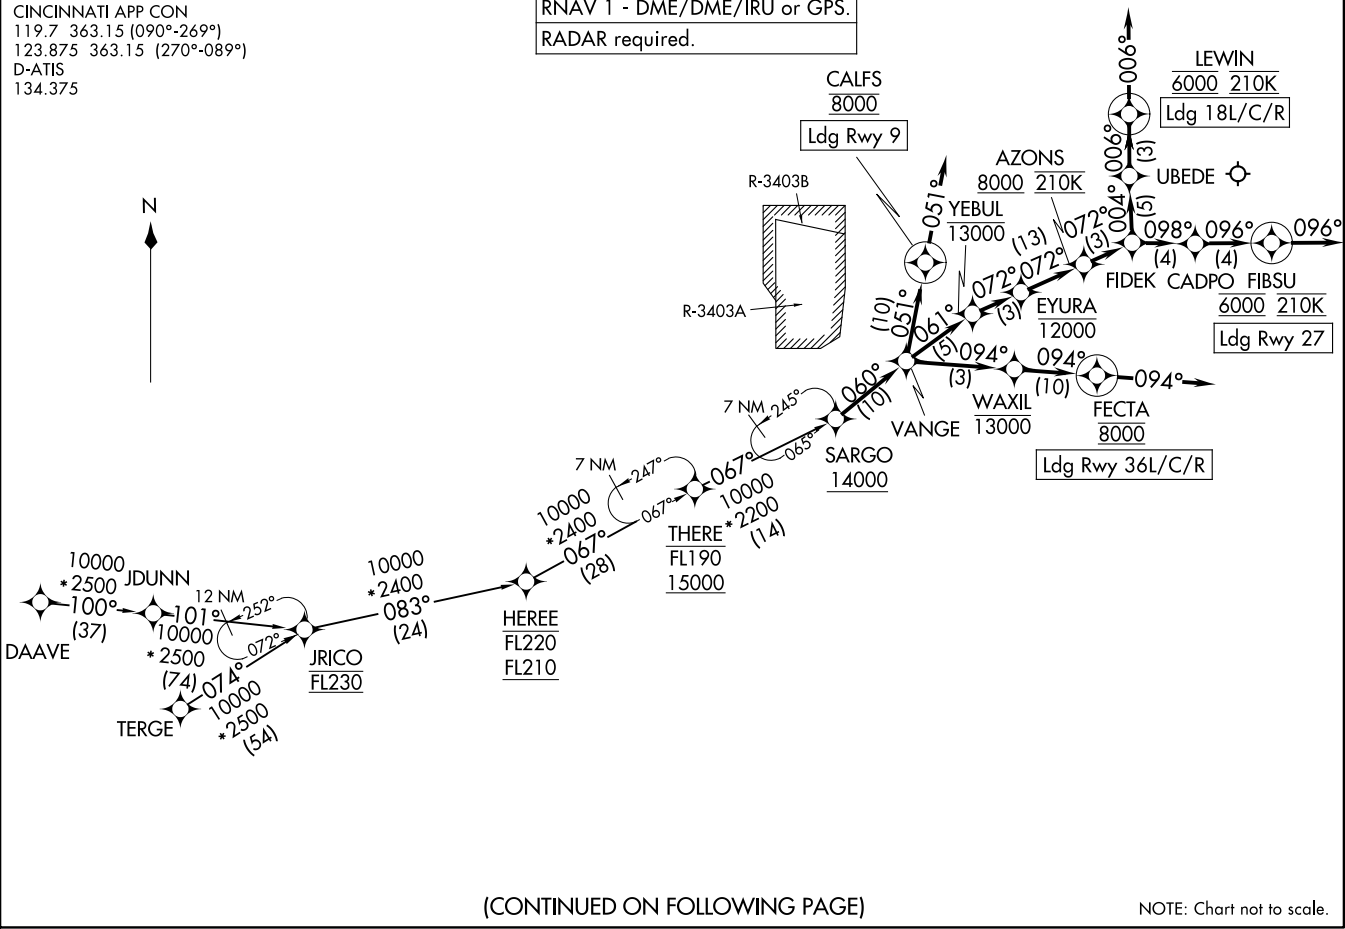 CINCINNATI APP CON
119.7 363.15 (090°-269°)
123.875 363.15 (270°-089°)
D-ATIS
134.375
RNAV 1 - DME/DME/IRU or GPS.
RADAR required.
CALFS
8000
Ldg Rwy 9
LEWIN
6000 210K
Ldg 18L/C/R
006°
006°
(3)
UBEDE
004°
(5)
AZONS
8000 210K
R-3403B
R-3403A
N
051°
YEBUL
13000
(13)
072°
(3)
072°
072°
(3)
098°
(4)
096°
(4)
096°
FIDEK
CADPO
FIBSU
6000 210K
Ldg Rwy 27
EYURA
12000
(10)
051°
061°
(5)
094°
(3)
094°
(10)
094°
WAXIL
13000
FECTA
8000
Ldg Rwy 36L/C/R
060°
(10)
VANGE
SARGO
14000
7 NM
245°
065°
067°
10000
*2200
(14)
7 NM
247°
067°
THERE
FL190
15000
10000
*2400
067°
(28)
HEREE
FL220
FL210
10000
*2400
083°
(24)
JRICO
FL230
12 NM
252°
072°
10000
*2500
100°
(37)
JDUNN
101°
10000
*2500
(74)
DAAVE
074°
10000
*2500
(54)
TERGE
(CONTINUED ON FOLLOWING PAGE)
NOTE: Chart not to scale.